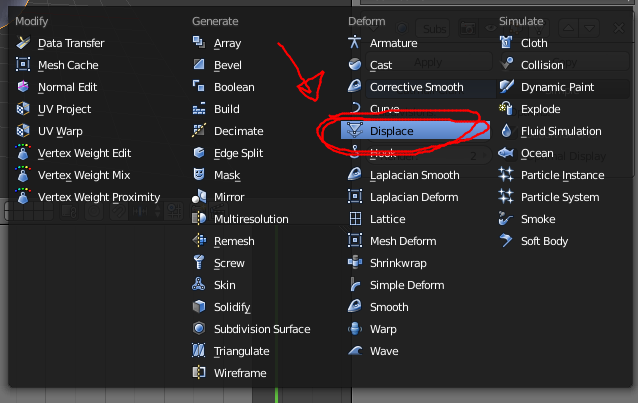 Modify
Data Transfer
Mesh Cache
Normal Edit
UV Project
UV Warp
Vertex Weight Edit
Vertex Weight Mix
Vertex Weight Proximity
Generate
Array
Bevel
Boolean
Build
Decimate
Edge Split
Mask
Mirror
Multiresolution
Remesh
Screw
Skin
Solidify
Subdivision Surface
Triangulate
Wireframe
Deform
Armature
Cast
Corrective Smooth
Curve
Displace
Hook
Laplacian Smooth
Laplacian Deform
Lattice
Mesh Deform
Shrinkwrap
Simple Deform
Smooth
Warp
Wave
Simulate
Cloth
Collision
Dynamic Paint
Explode
Fluid Simulation
Ocean
Particle Instance
Particle System
Smoke
Soft Body
Subs
Apply
2
Display